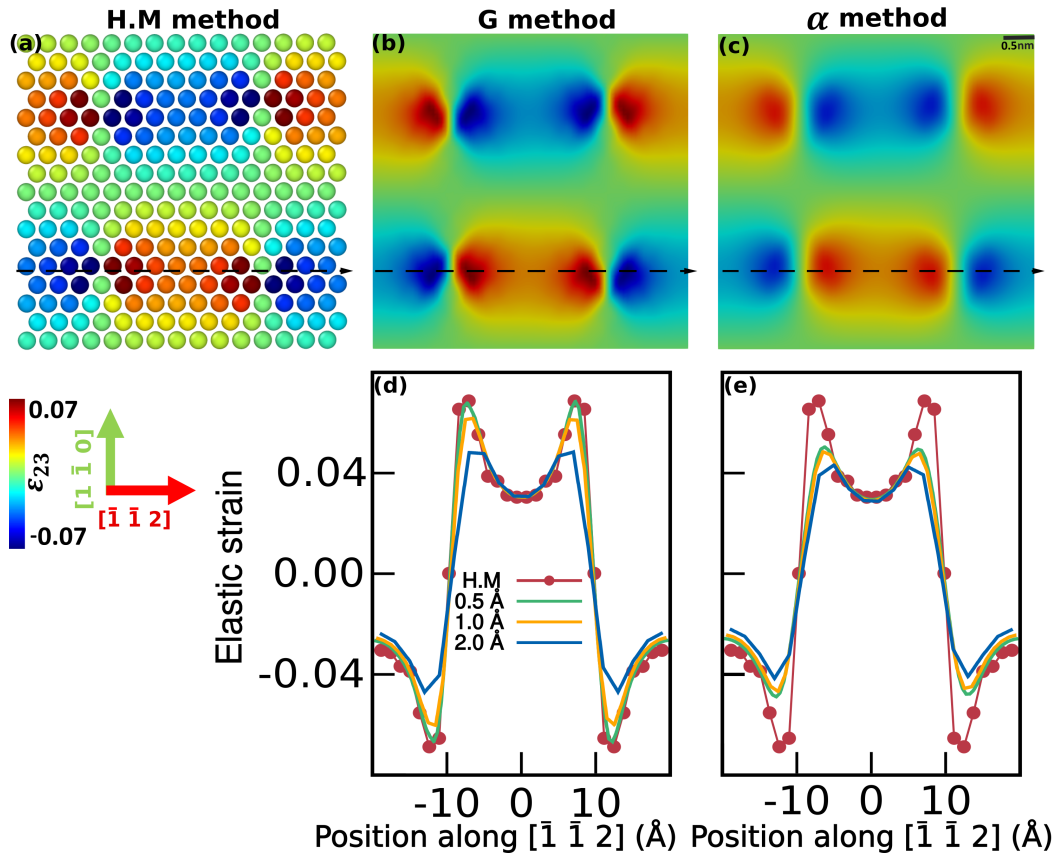 H.M method
G method
α method
(a)
(b)
(c)
0.5nm
0.07
ε23
-0.07
[1 1̄ 0]
[1̄ 1̄ 2]
(d)
(e)
Elastic strain
0.04
0.00
-0.04
H.M
0.5 Å
1.0 Å
2.0 Å
-10 0 10
-10 0 10
Position along [1̄ 1̄ 2] (Å)
Position along [1̄ 1̄ 2] (Å)